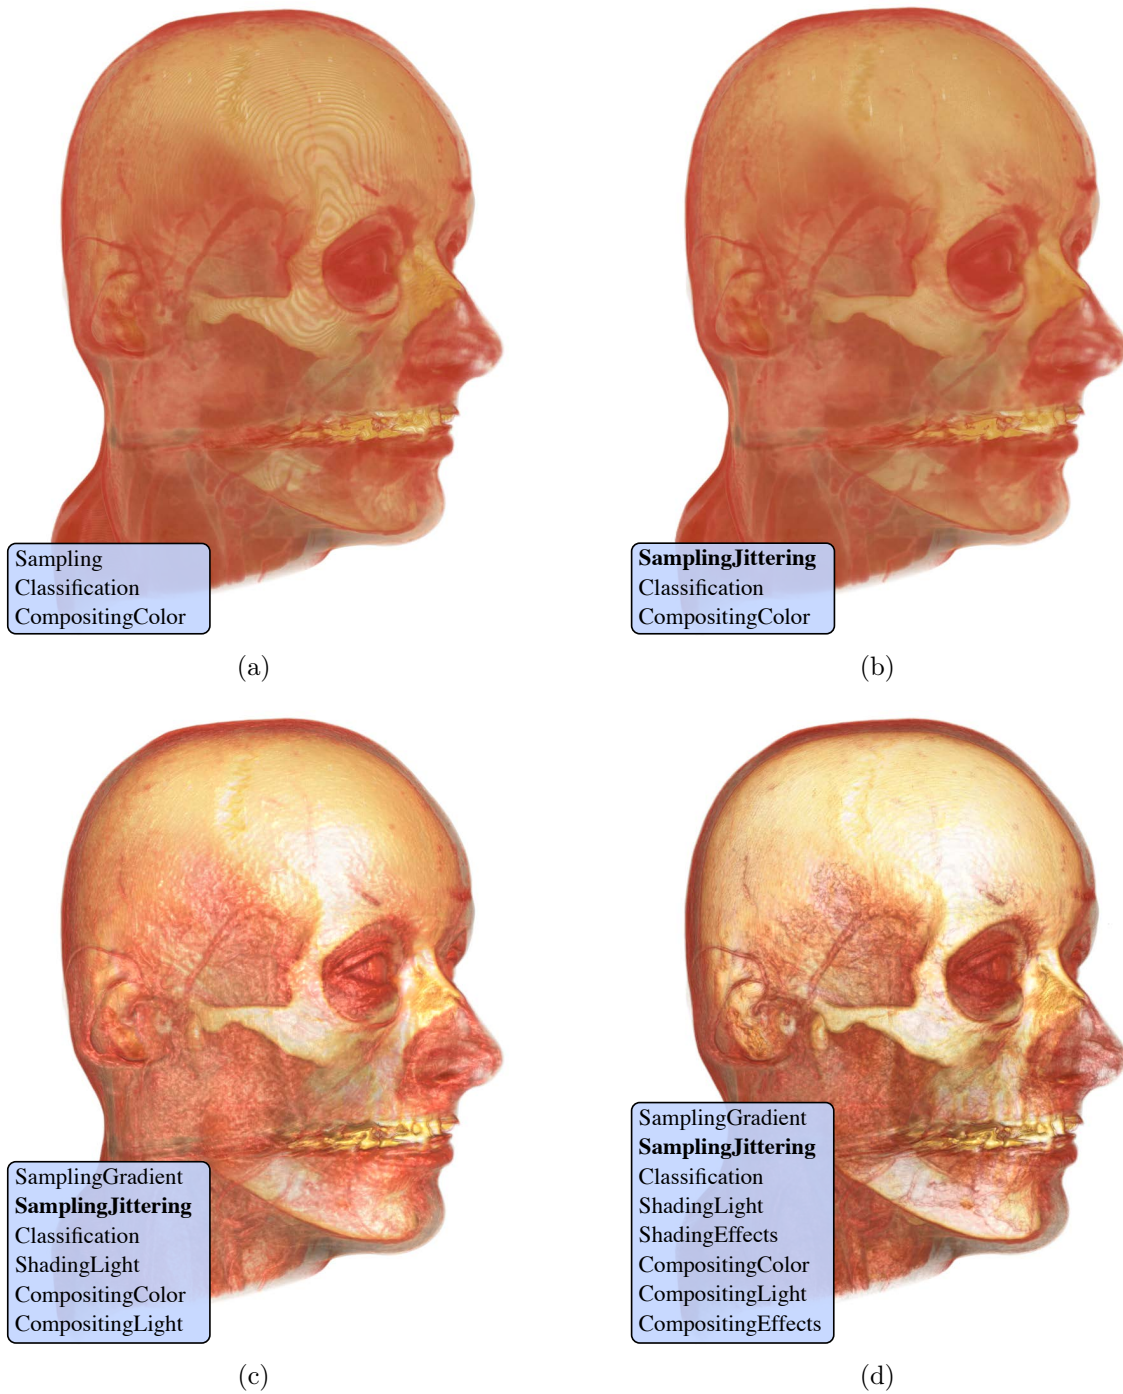 Sampling
Classification
CompositingColor
(a)
SamplingJittering
Classification
CompositingColor
(b)
SamplingGradient
SamplingJittering
Classification
ShadingLight
CompositingColor
CompositingLight
(c)
SamplingGradient
SamplingJittering
Classification
ShadingLight
ShadingEffects
CompositingColor
CompositingLight
CompositingEffects
(d)